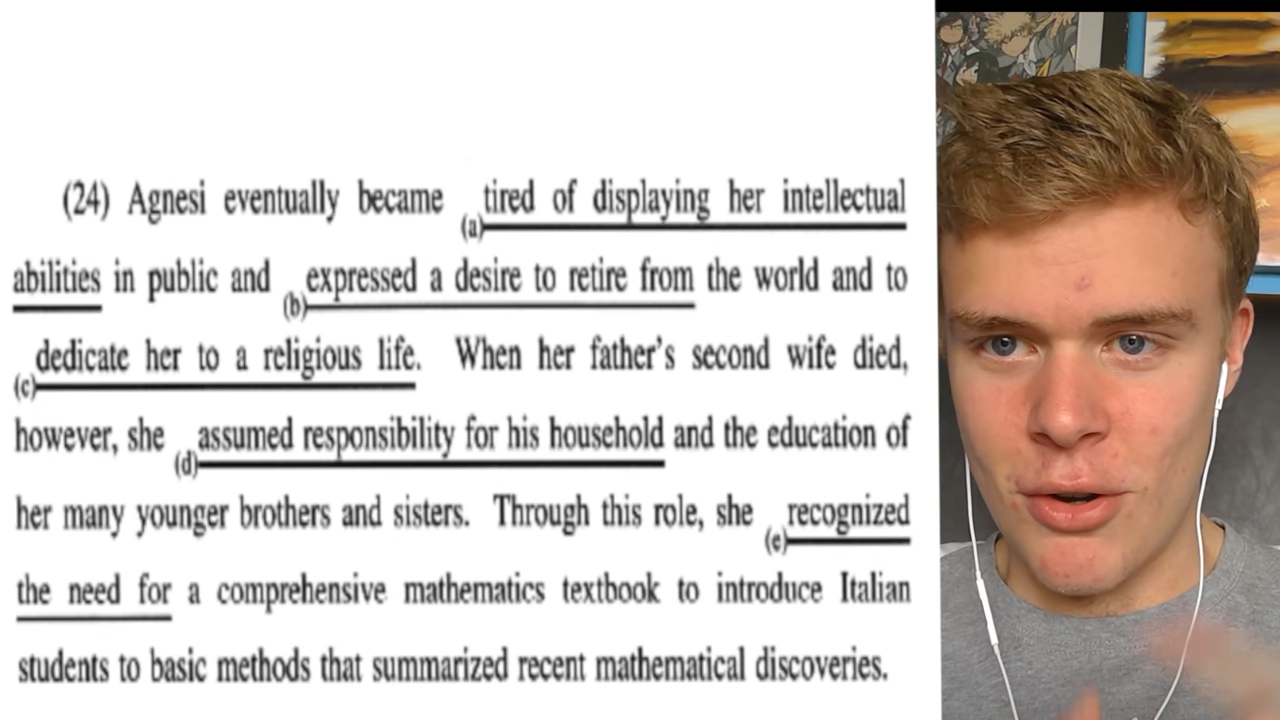 (24) Agnesi eventually became (a)tired of displaying her intellectual
abilities in public and (b)expressed a desire to retire from the world and to
(c)dedicate her to a religious life. When her father's second wife died,
however, she (d)assumed responsibility for his household and the education of
her many younger brothers and sisters. Through this role, she (e)recognized
the need for a comprehensive mathematics textbook to introduce Italian
students to basic methods that summarized recent mathematical discoveries.